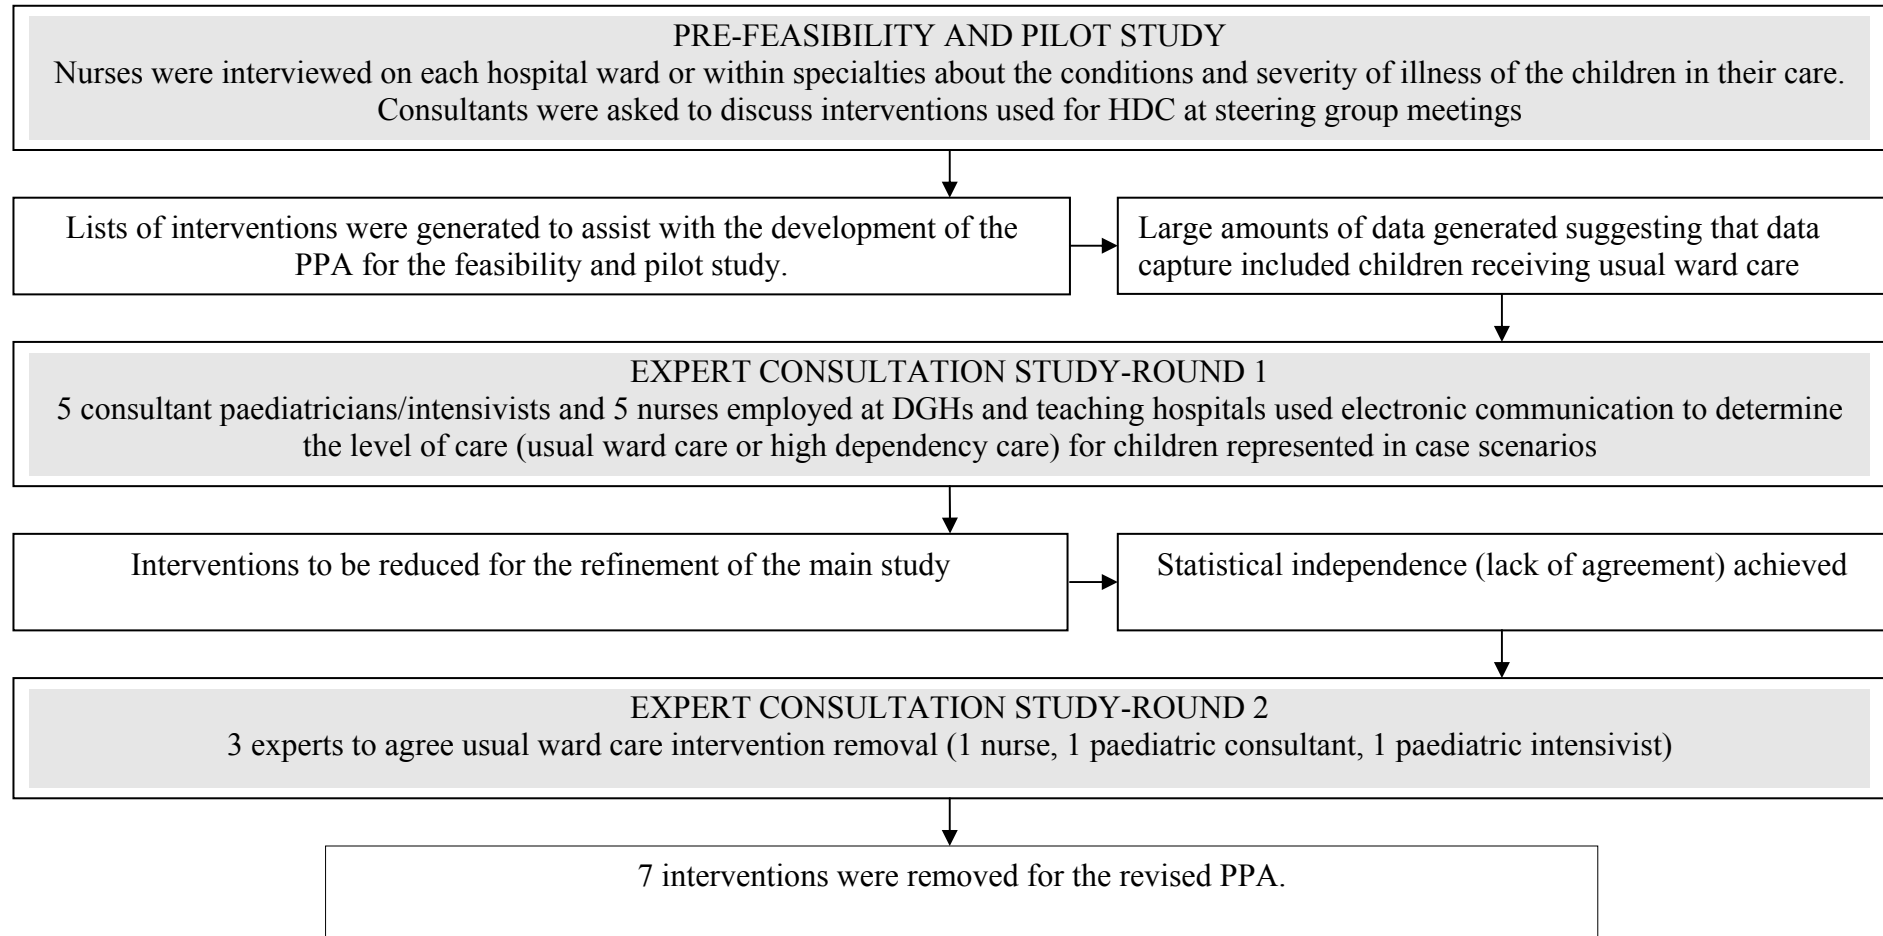 PRE-FEASIBILITY AND PILOT STUDY
Nurses were interviewed on each hospital ward or within specialties about the conditions and severity of illness of the children in their care.
Consultants were asked to discuss interventions used for HDC at steering group meetings
Lists of interventions were generated to assist with the development of the
PPA for the feasibility and pilot study.
Large amounts of data generated suggesting that data
capture included children receiving usual ward care
EXPERT CONSULTATION STUDY-ROUND 1
5 consultant paediatricians/intensivists and 5 nurses employed at DGHs and teaching hospitals used electronic communication to determine
the level of care (usual ward care or high dependency care) for children represented in case scenarios
Interventions to be reduced for the refinement of the main study
Statistical independence (lack of agreement) achieved
EXPERT CONSULTATION STUDY-ROUND 2
3 experts to agree usual ward care intervention removal (1 nurse, 1 paediatric consultant, 1 paediatric intensivist)
7 interventions were removed for the revised PPA.